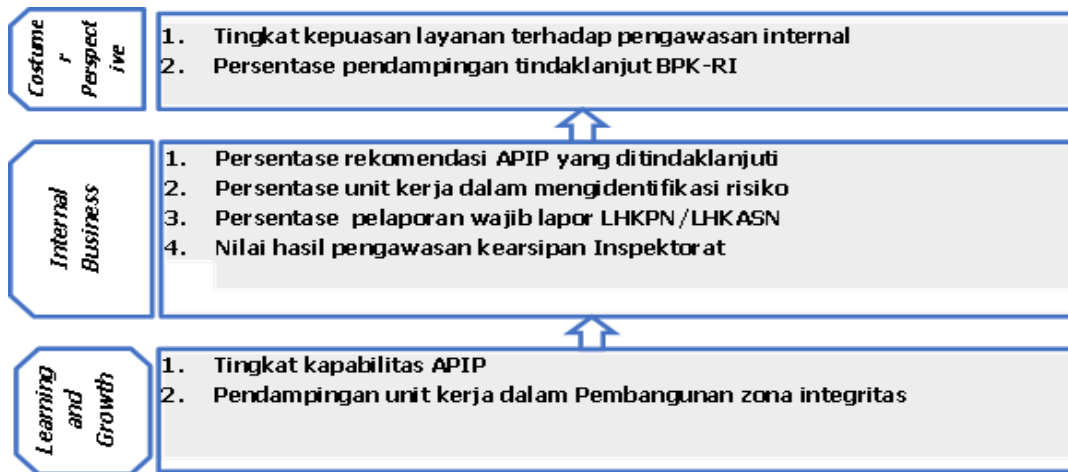 Costume
r
Perspect
ive
1. Tingkat kepuasan layanan terhadap pengawasan internal
2. Persentase pendampingan tindaklanjut BPK-RI
Internal
Business
1. Persentase rekomendasi APIP yang ditindaklanjuti
2. Persentase unit kerja dalam mengidentifikasi risiko
3. Persentase pelaporan wajib lapor LHKPN/LHKASN
4. Nilai hasil pengawasan kearsipan Inspektorat
Learning
and
Growth
1. Tingkat kapabilitas APIP
2. Pendampingan unit kerja dalam Pembangunan zona integritas